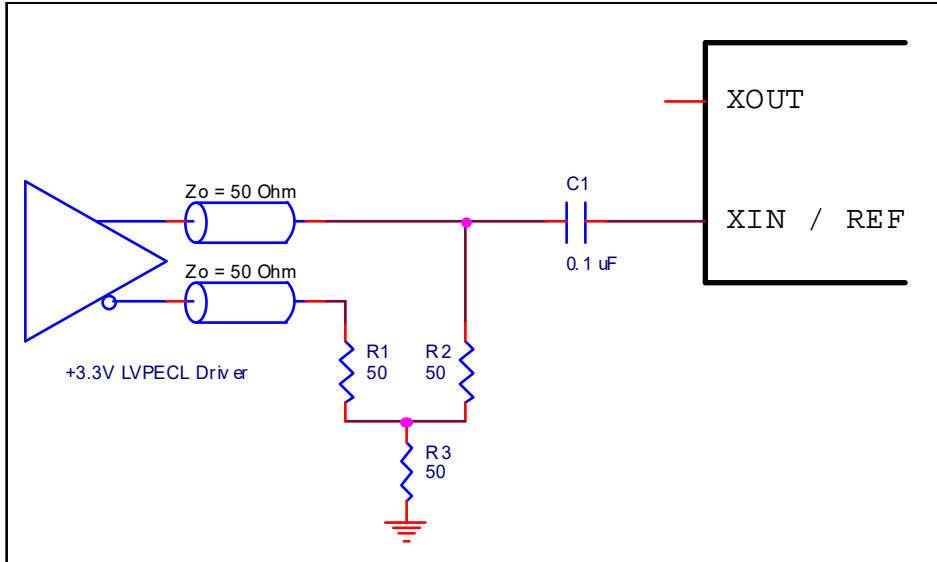 XOUT
Zo = 50 Ohm
C1
XIN / REF
0.1 uF
Zo = 50 Ohm
R1
50
R2
50
+3.3V LVPECL Driver
R3
50